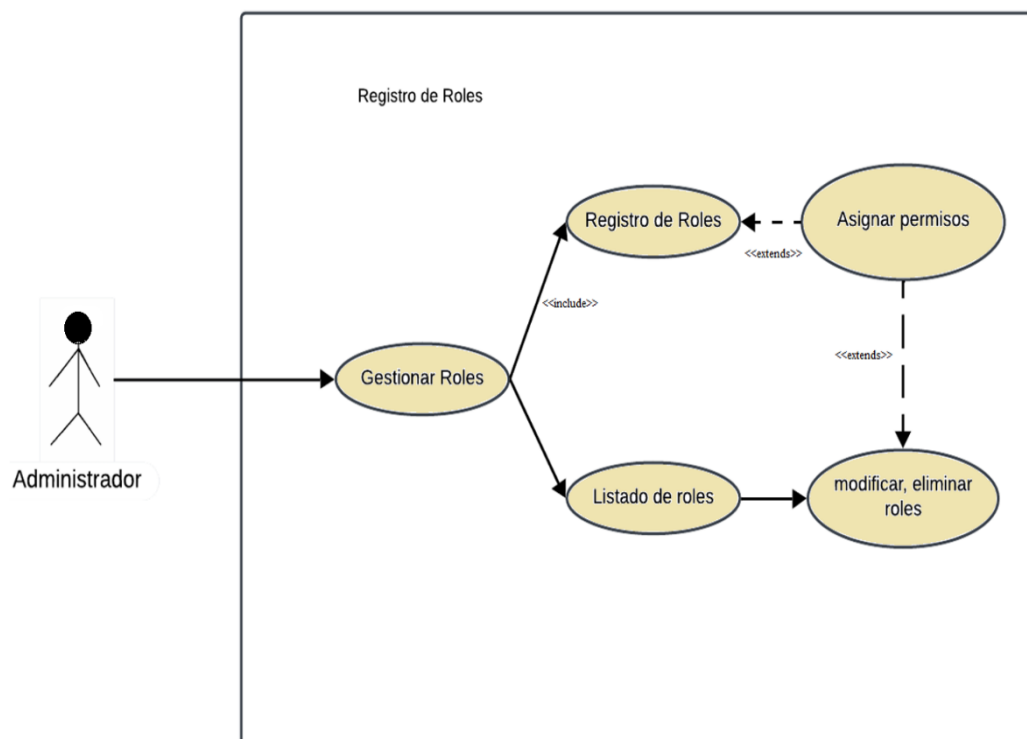 Registro de Roles
Registro de Roles
Asignar permisos
<<extends>>
<<include>>
<<extends>>
Gestionar Roles
Administrador
Listado de roles
modificar, eliminar
roles